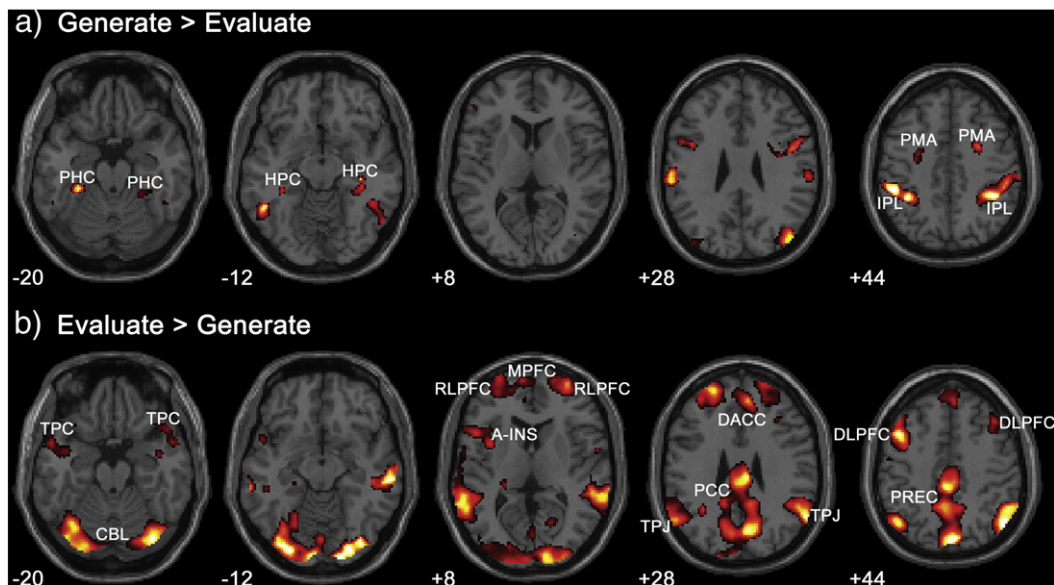 a) Generate > Evaluate
PHC PHC HPC HPC PMA PMA IPL IPL
-20 -12 +8 +28 +44
b) Evaluate > Generate
TPC TPC RLPFC MPFC RLPFC A-INS DACC DLPFC DLPFC
CBL PCC TPJ TPJ PREC
-20 -12 +8 +28 +44